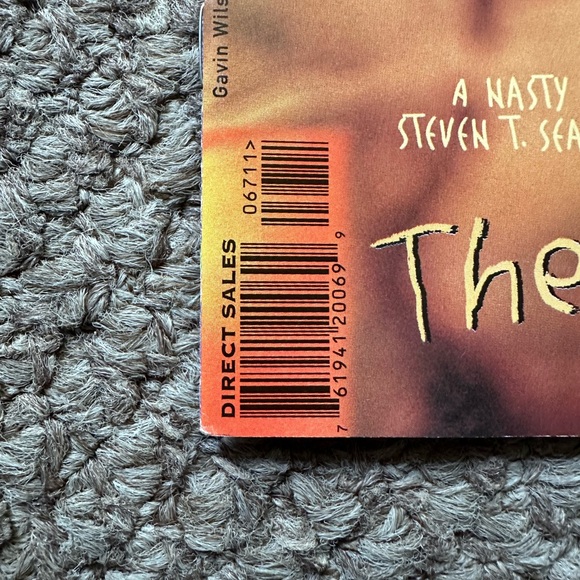 Gavin Wils
A NASTY
STEVEN T. SEA
The
DIRECT SALES
06711>
7 61941 20069 9